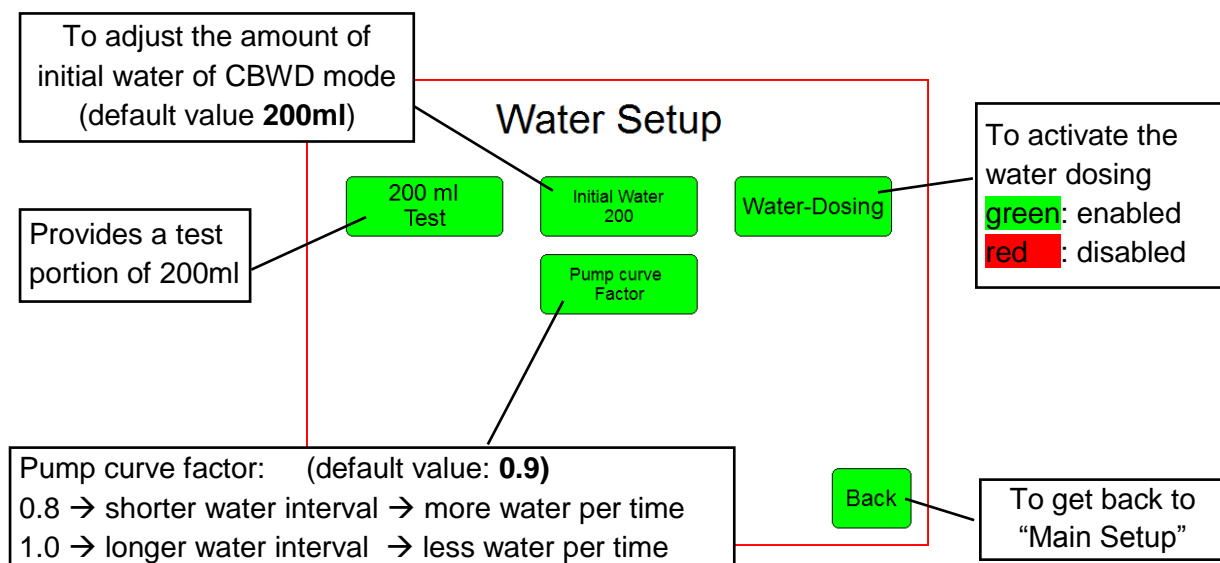 To adjust the amount of
initial water of CBWD mode
(default value 200ml)
Water Setup
To activate the
water dosing
green: enabled
red : disabled
200 ml
Test
Initial Water
200
Water-Dosing
Provides a test
portion of 200ml
Pump curve
Factor
Pump curve factor: (default value: 0.9)
0.8 → shorter water interval → more water per time
1.0 → longer water interval → less water per time
Back
To get back to
“Main Setup”